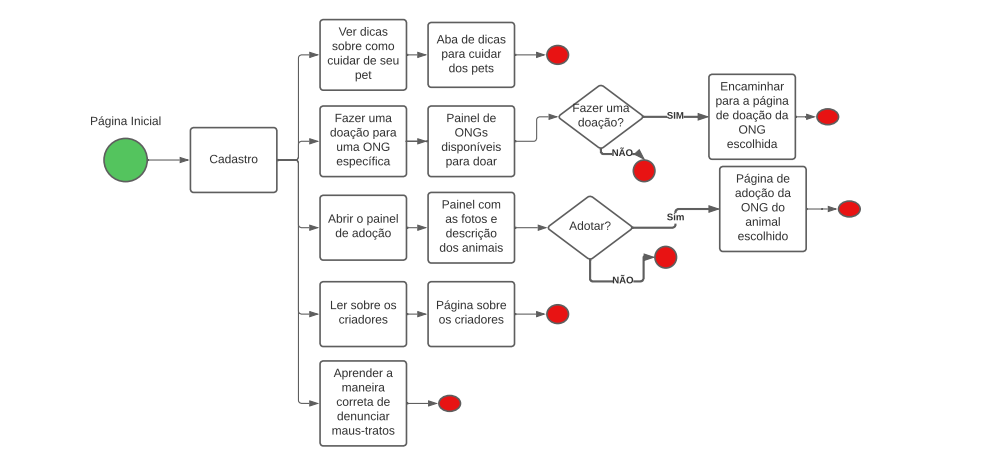 Página Inicial
Cadastro
Ver dicas
sobre como
cuidar de seu
pet
Aba de dicas
para cuidar
dos pets
Fazer uma
doação para
uma ONG
específica
Painel de
ONGs
disponíveis
para doar
Fazer uma
doação?
SIM
NÃO
Encaminhar
para a página
de doação da
ONG
escolhida
Abrir o painel
de adoção
Painel com
as fotos e
descrição
dos animais
Adotar?
Sim
NÃO
Página de
adoção da
ONG do
animal
escolhido
Ler sobre os
criadores
Página sobre
os criadores
Aprender a
maneira
correta de
denunciar
maus-tratos